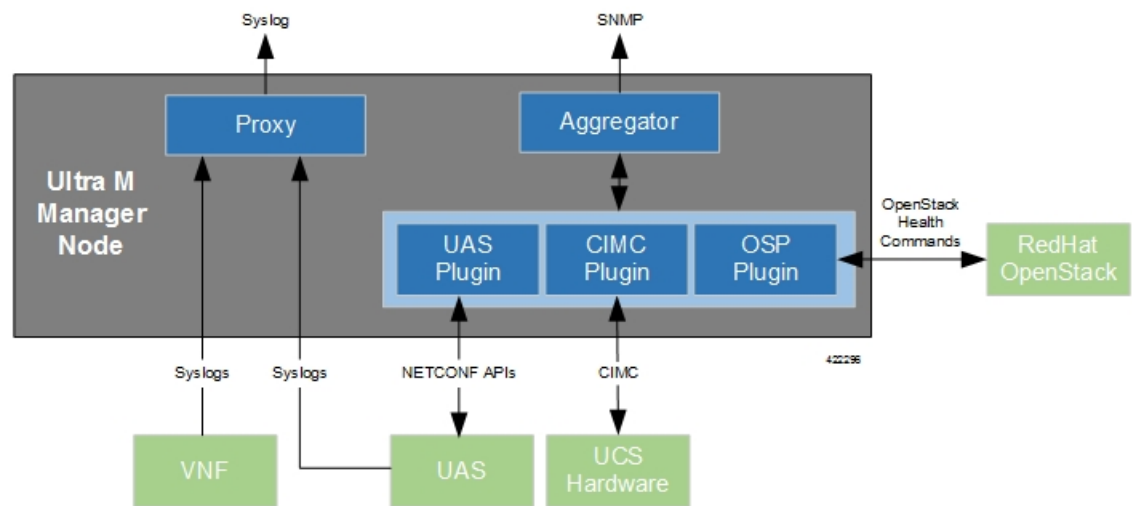 Syslog
SNMP
Proxy
Aggregator
Ultra M
Manager
Node
UAS
Plugin
CIMC
Plugin
OSP
Plugin
OpenStack
Health
Commands
RedHat
OpenStack
422296
Syslogs
Syslogs
NETCONF APIs
CIMC
VNF
UAS
UCS
Hardware